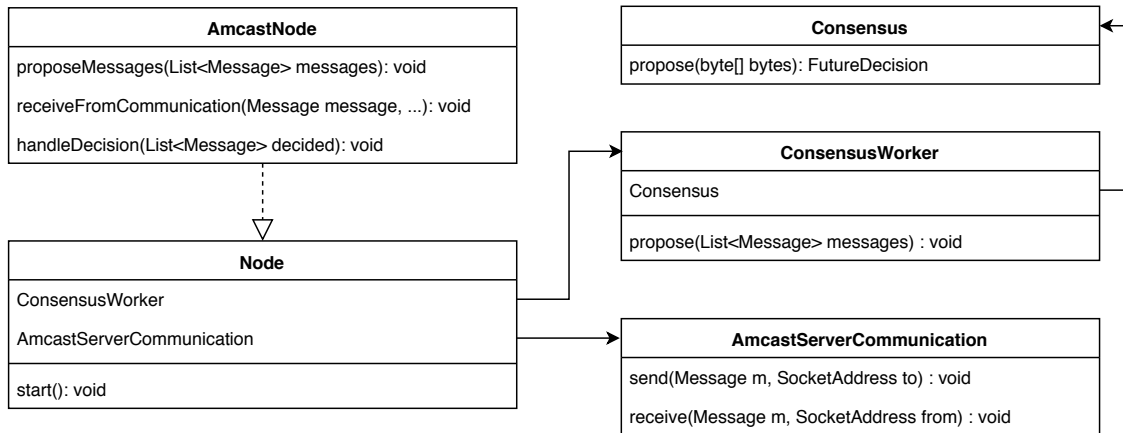 AmcastNode
proposeMessages(List<Message> messages): void
receiveFromCommunication(Message message, ...): void
handleDecision(List<Message> decided): void
Node
ConsensusWorker
AmcastServerCommunication
start(): void
Consensus
propose(byte[] bytes): FutureDecision
ConsensusWorker
Consensus
propose(List<Message> messages) : void
AmcastServerCommunication
send(Message m, SocketAddress to) : void
receive(Message m, SocketAddress from) : void